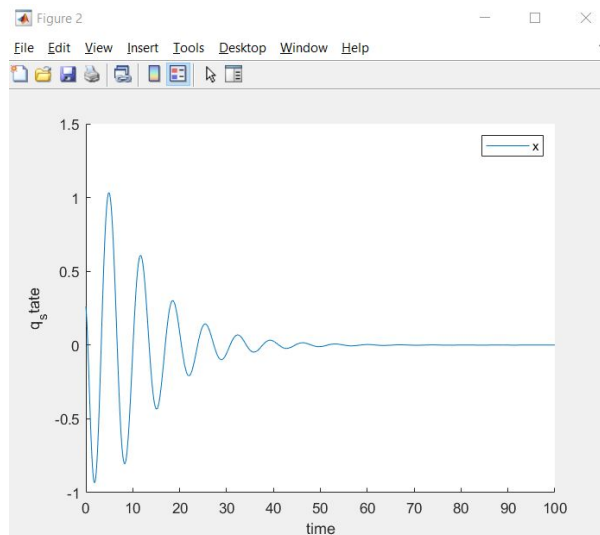 Figure 2
File Edit View Insert Tools Desktop Window Help
x
1.5
1
0.5
0
-0.5
-1
qstate
0 10 20 30 40 50 60 70 80 90 100
time